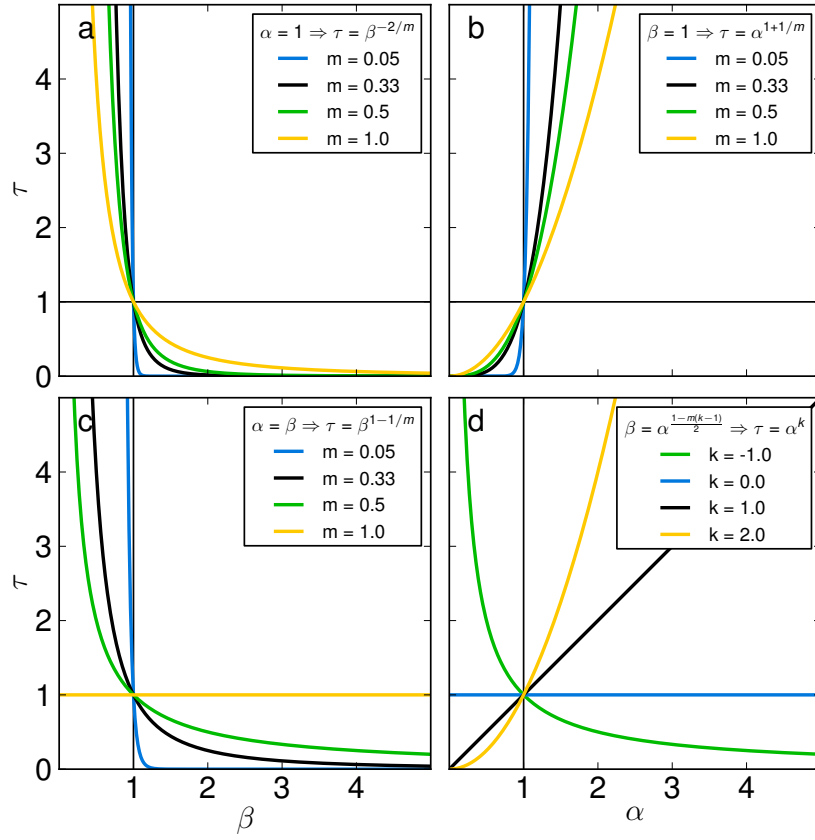 a
α = 1 ⇒ τ = β^{−2/m}
m = 0.05
m = 0.33
m = 0.5
m = 1.0
b
β = 1 ⇒ τ = α^{1+1/m}
m = 0.05
m = 0.33
m = 0.5
m = 1.0
τ
5
4
3
2
1
0
c
α = β ⇒ τ = β^{1−1/m}
m = 0.05
m = 0.33
m = 0.5
m = 1.0
d
β = α^{\frac{1−m(k−1)}{2}} ⇒ τ = α^k
k = -1.0
k = 0.0
k = 1.0
k = 2.0
τ
4
3
2
1
0
1 2 3 4
1 2 3 4
β
α